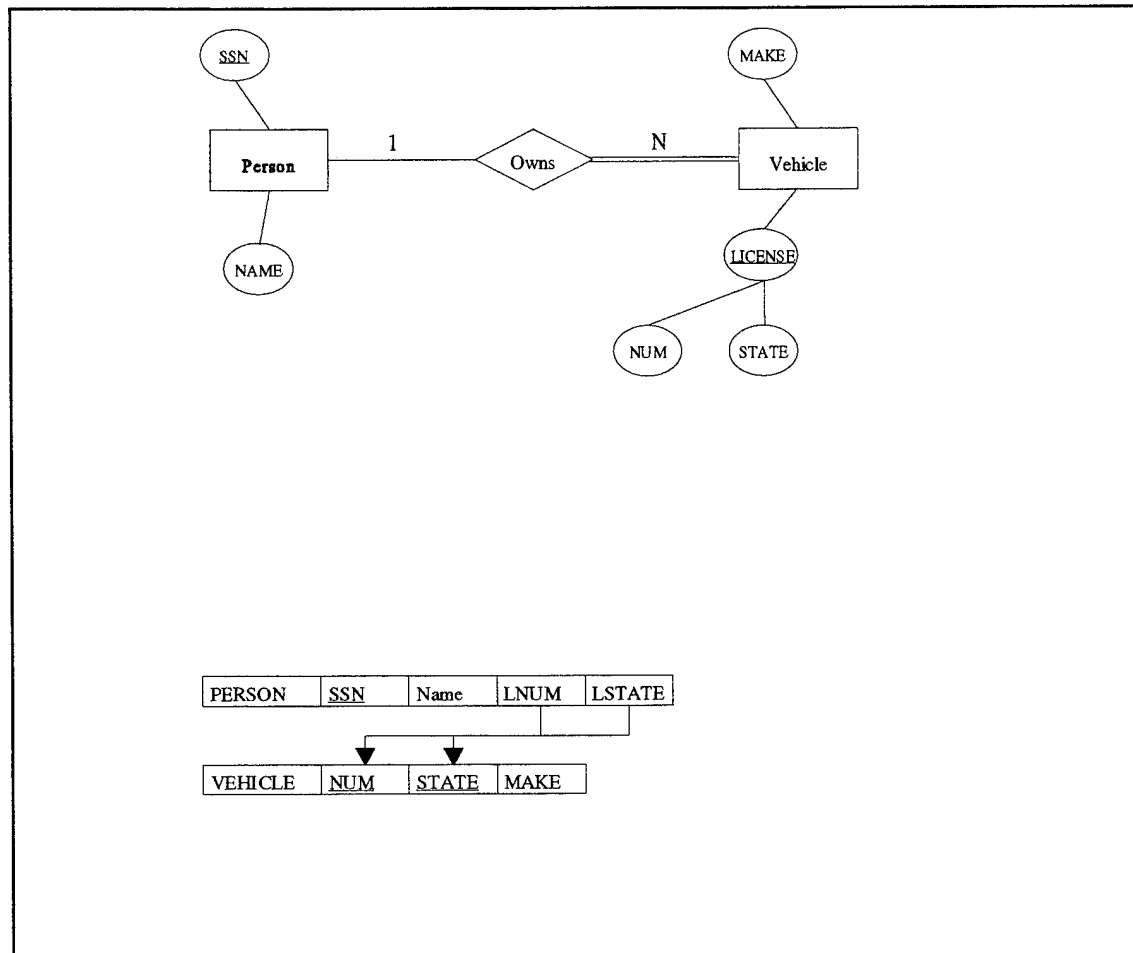 SSN
MAKE
Person 1 Owns N Vehicle
NAME
LICENSE
NUM STATE
PERSON SSN Name LNUM LSTATE
VEHICLE NUM STATE MAKE